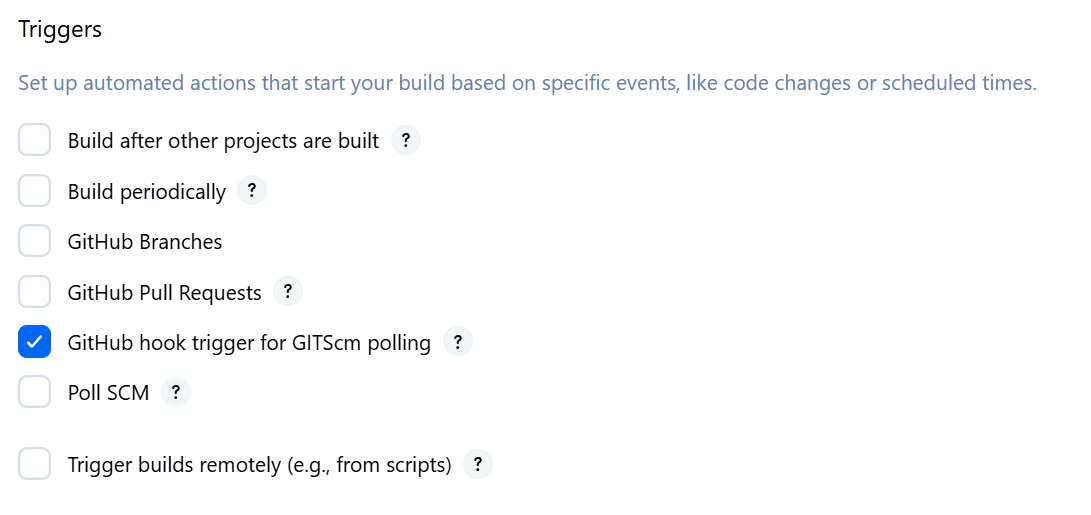 Triggers
Set up automated actions that start your build based on specific events, like code changes or scheduled times.
Build after other projects are built ?
Build periodically ?
GitHub Branches
GitHub Pull Requests ?
GitHub hook trigger for GITScm polling ?
Poll SCM ?
Trigger builds remotely (e.g., from scripts) ?